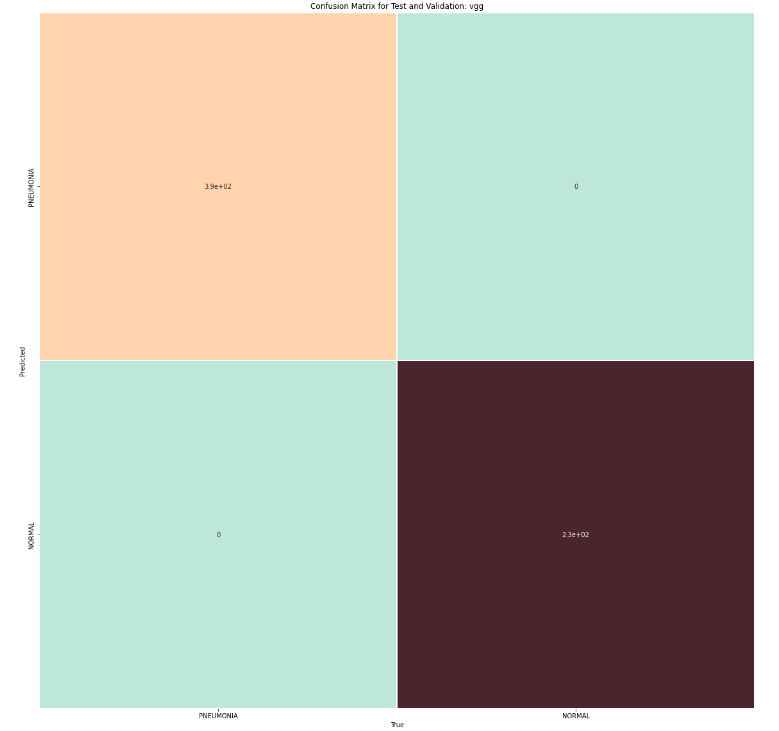 Confusion Matrix for Test and Validation: vgg
PNEUMONIA
3.9e+02
0
Predicted
NORMAL
0
2.3e+02
PNEUMONIA
NORMAL
True